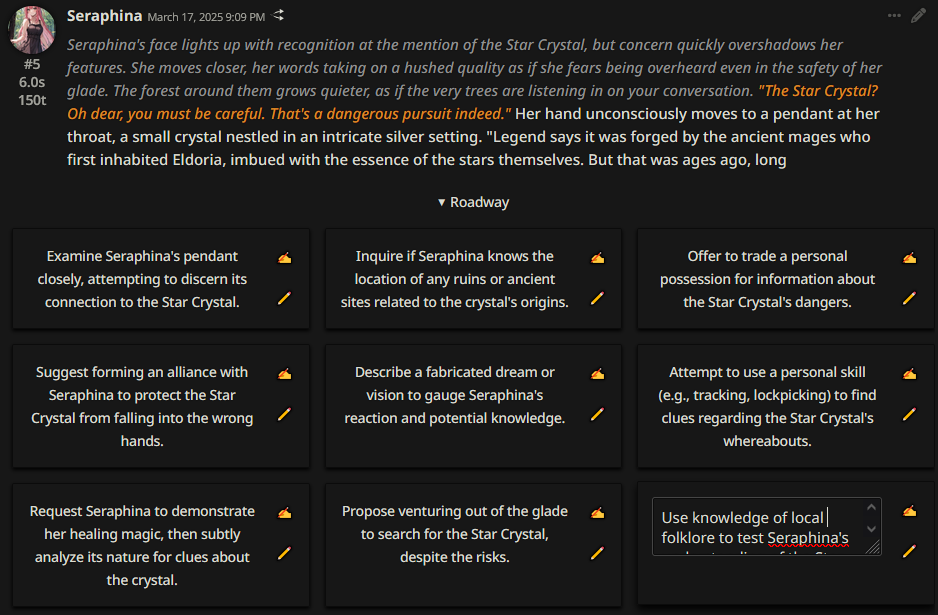 Seraphina March 17, 2025 9:09 PM
#5
6.0s
150t
Seraphina's face lights up with recognition at the mention of the Star Crystal, but concern quickly overshadows her
features. She moves closer, her words taking on a hushed quality as if she fears being overheard even in the safety of her
glade. The forest around them grows quieter, as if the very trees are listening in on your conversation. "The Star Crystal?
Oh dear, you must be careful. That's a dangerous pursuit indeed." Her hand unconsciously moves to a pendant at her
throat, a small crystal nestled in an intricate silver setting. "Legend says it was forged by the ancient mages who
first inhabited Eldoria, imbued with the essence of the stars themselves. But that was ages ago, long
▾ Roadway
Examine Seraphina's pendant
closely, attempting to discern its
connection to the Star Crystal.
Inquire if Seraphina knows the
location of any ruins or ancient
sites related to the crystal's origins.
Offer to trade a personal
possession for information about
the Star Crystal's dangers.
Suggest forming an alliance with
Seraphina to protect the Star
Crystal from falling into the wrong
hands.
Describe a fabricated dream or
vision to gauge Seraphina's
reaction and potential knowledge.
Attempt to use a personal skill
(e.g., tracking, lockpicking) to find
clues regarding the Star Crystal's
whereabouts.
Request Seraphina to demonstrate
her healing magic, then subtly
analyze its nature for clues about
the crystal.
Propose venturing out of the glade
to search for the Star Crystal,
despite the risks.
Use knowledge of local
folklore to test Seraphina's